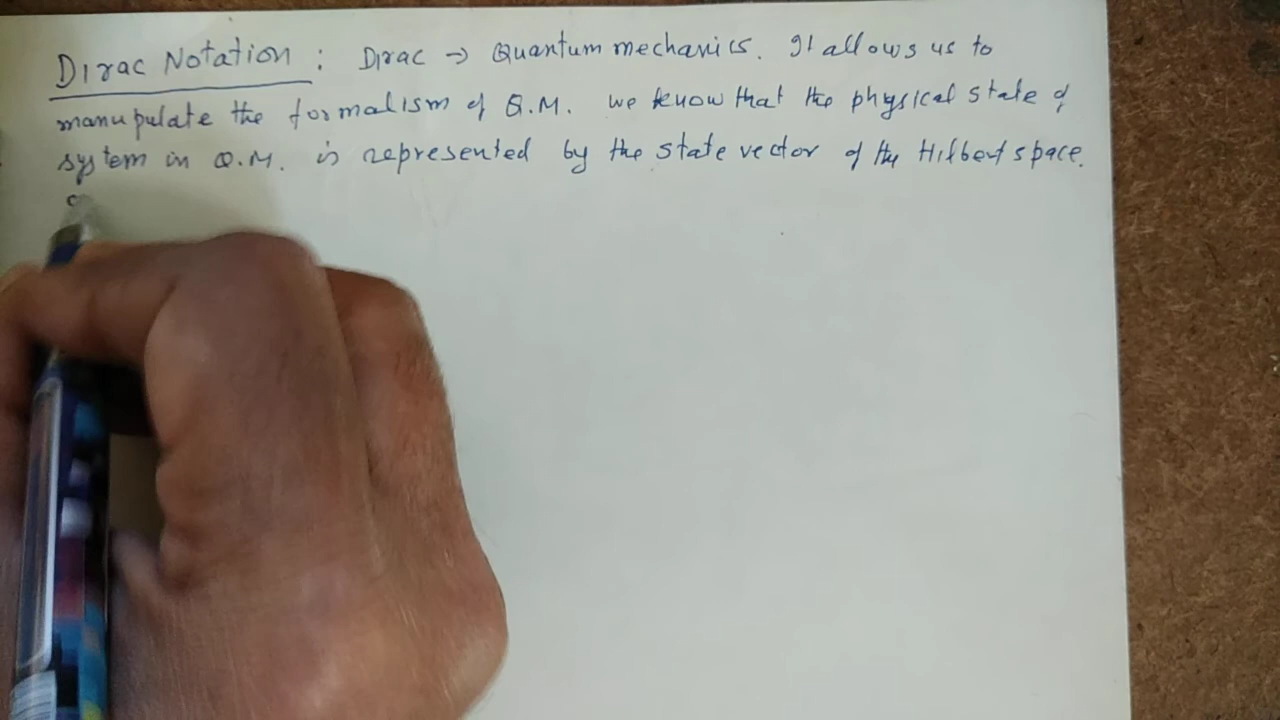 Dirac Notation : Dirac → Quantum mechanics. It allows us to
manupulate the formalism of Q.M. we know that the physical state of
system in Q.M. is represented by the state vector of the Hilbert space.